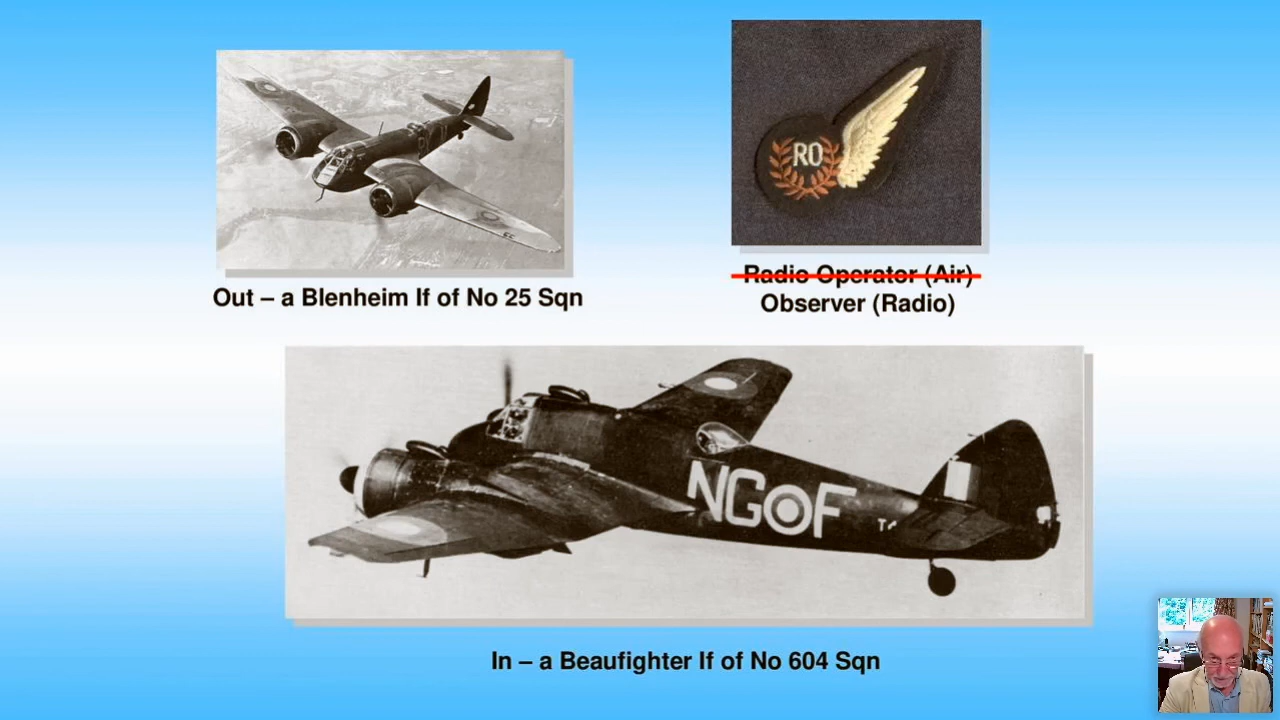 RO
Out – a Blenheim If of No 25 Sqn
Radio Operator (Air)
Observer (Radio)
NG F
In – a Beaufighter If of No 604 Sqn